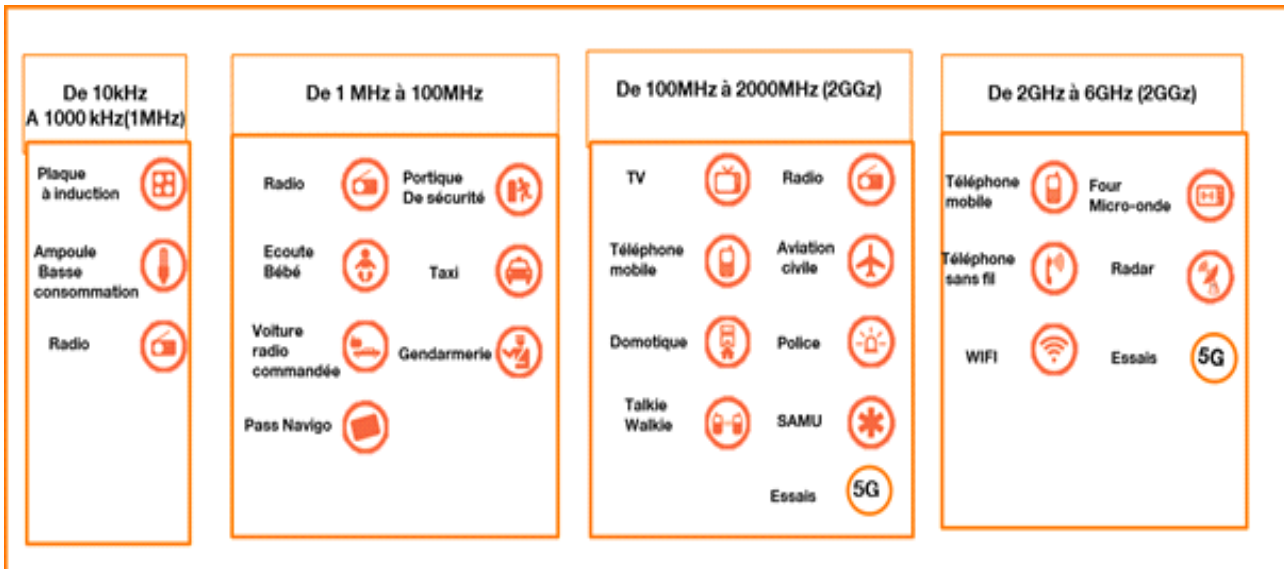 De 10kHz
A 1000 kHz(1MHz)
Plaque
à induction
Ampoule
Basse
consommation
Radio
De 1 MHz à 100MHz
Radio
Portique
De sécurité
Ecoute
Bébé
Taxi
Voiture
radio
commandée
Gendarmerie
Pass Navigo
De 100MHz à 2000MHz (2GGz)
TV
Radio
Téléphone
mobile
Aviation
civile
Domotique
Police
Talkie
Walkie
SAMU
Essais
5G
De 2GHz à 6GHz (2GGz)
Téléphone
mobile
Four
Micro-onde
Téléphone
sans fil
Radar
WIFI
Essais
5G